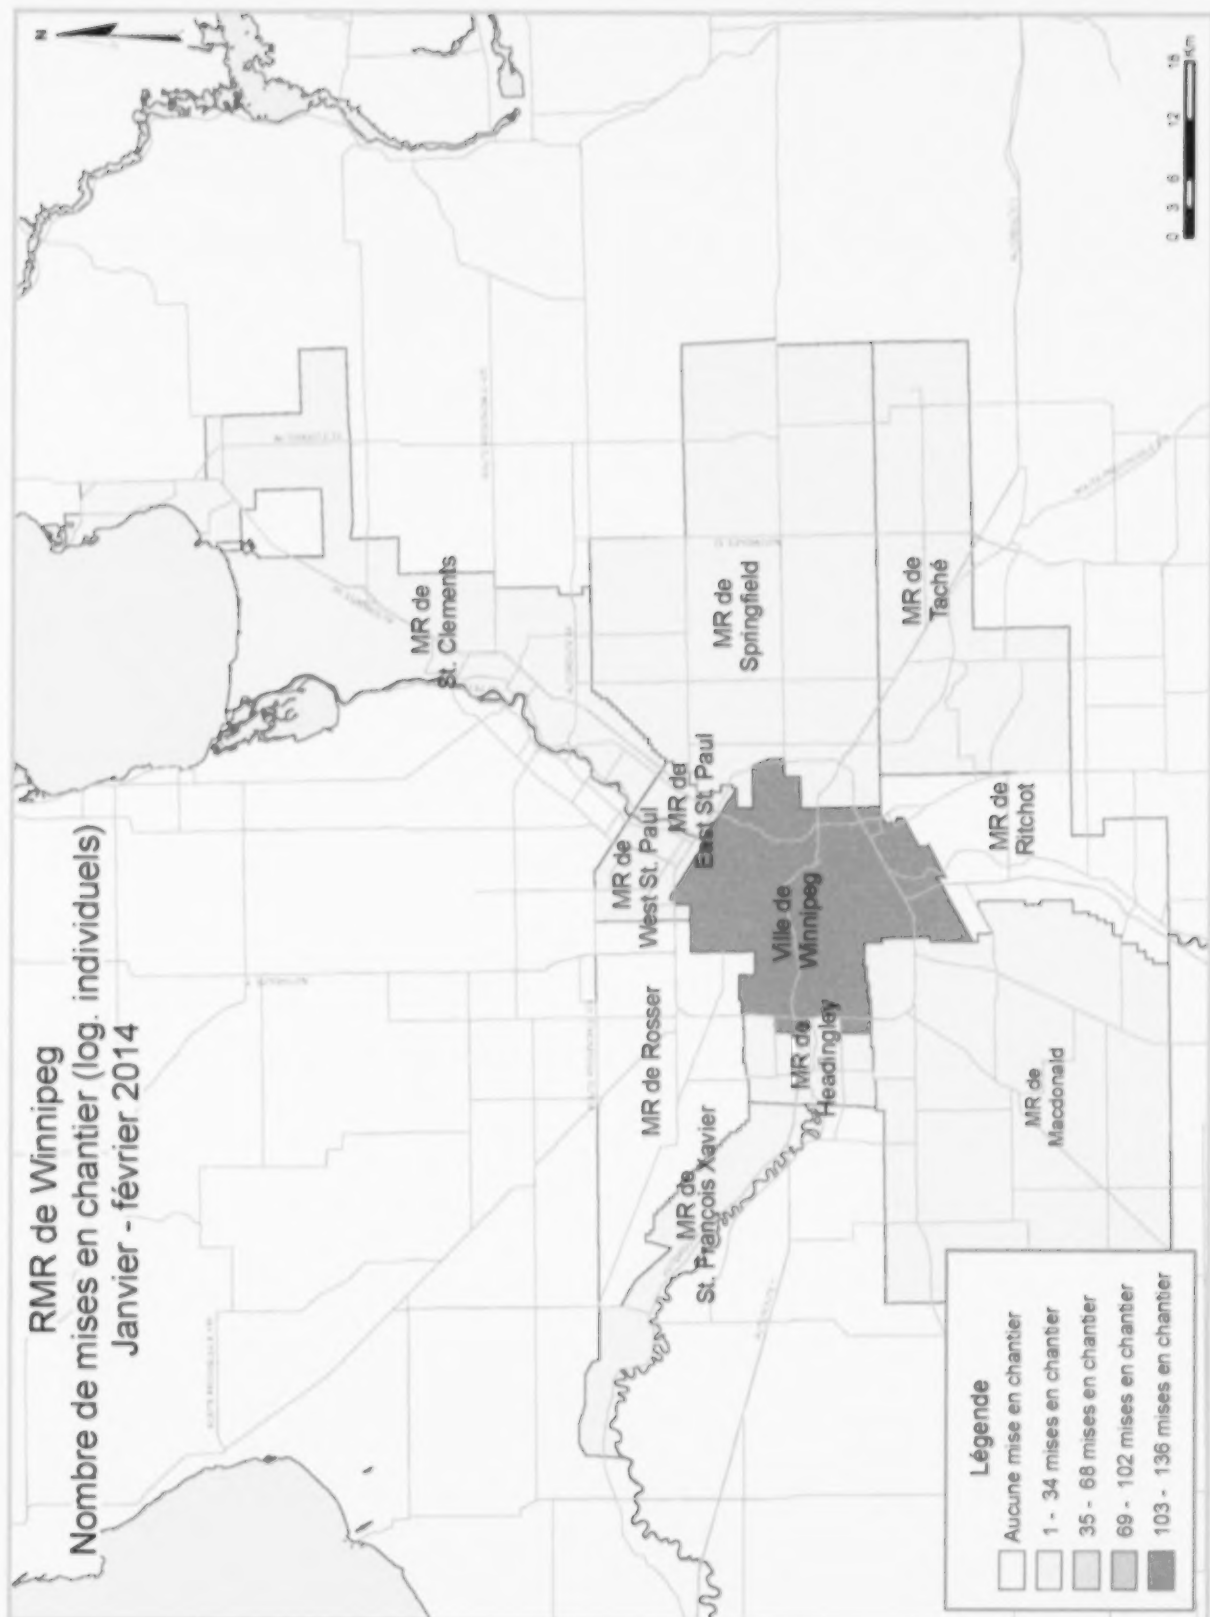 RMR de Winnipeg
Nombre de mises en chantier (log. individuels)
Janvier - février 2014
N
MR de
St. Clements
MR de
West St. Paul
MR de
East St. Paul
MR de Rosser
MR de
St. François Xavier
MR de
Springfield
Ville de
Winnipeg
MR de
Headingley
MR de
Taché
MR de
Ritchot
MR de
Macdonald
Légende
Aucune mise en chantier
1 - 34 mises en chantier
35 - 68 mises en chantier
69 - 102 mises en chantier
103 - 136 mises en chantier
0 3 6 12 18
Km